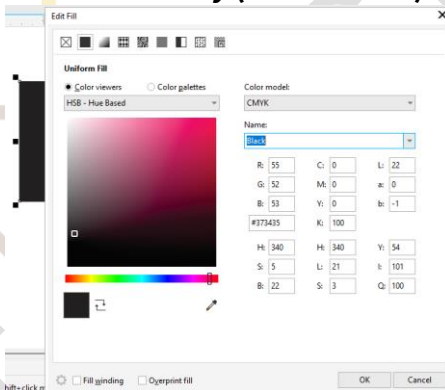 Edit Fill
Uniform Fill
Color viewers Color palettes
HSB - Hue Based
Color model:
CMYK
Name:
Black
R: 55 C: 0 L: 22
G: 52 M: 0 a: 0
B: 53 Y: 0 b: -1
#373435 K: 100
H: 340 H: 340 Y: 54
S: 5 L: 21 I: 101
B: 22 S: 3 Q: 100
Fill winding Overprint fill OK Cancel
hift+click